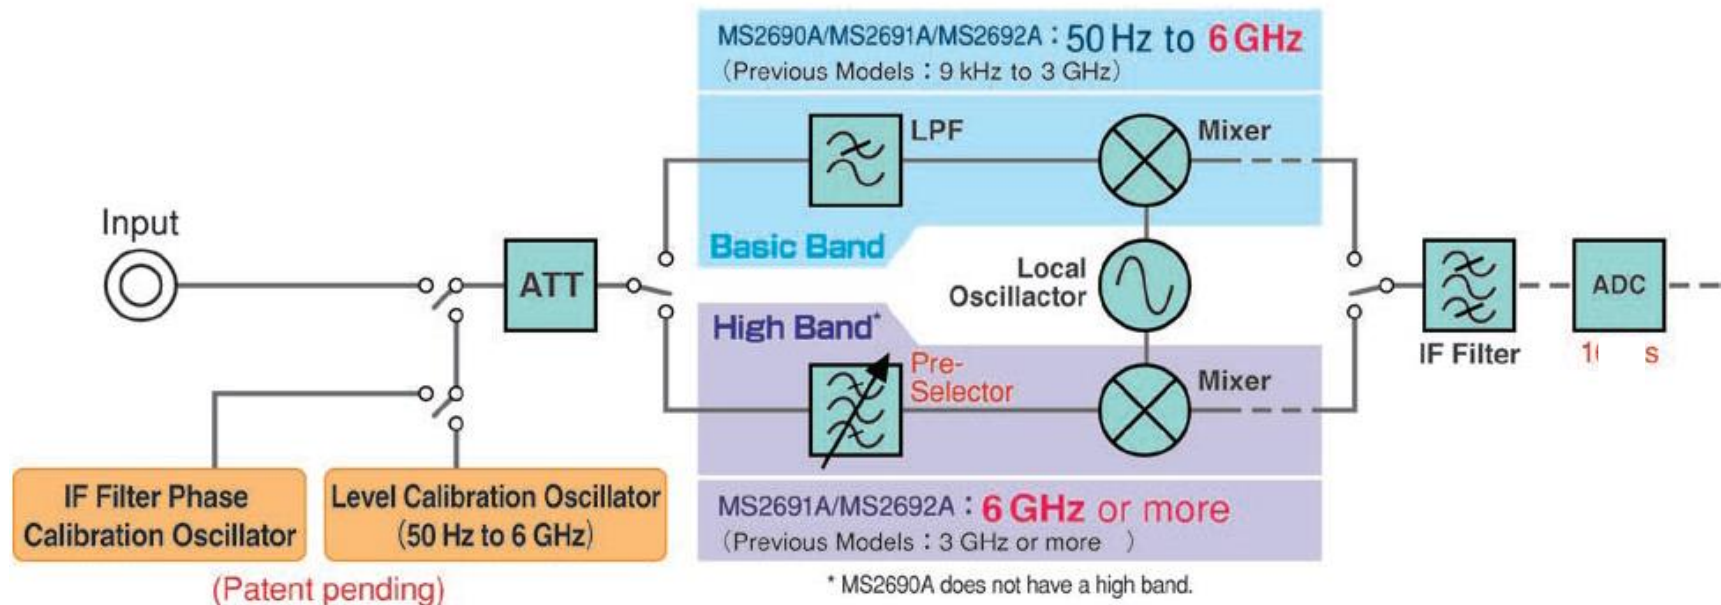 MS2690A/MS2691A/MS2692A : 50 Hz to 6 GHz
(Previous Models : 9 kHz to 3 GHz)
LPF
Mixer
Input
Basic Band
ATT
Local
Oscillactor
ADC
High Band*
IF Filter
Pre-
Selector
Mixer
IF Filter Phase
Calibration Oscillator
Level Calibration Oscillator
(50 Hz to 6 GHz)
MS2691A/MS2692A : 6 GHz or more
(Previous Models : 3 GHz or more )
(Patent pending)
* MS2690A does not have a high band.